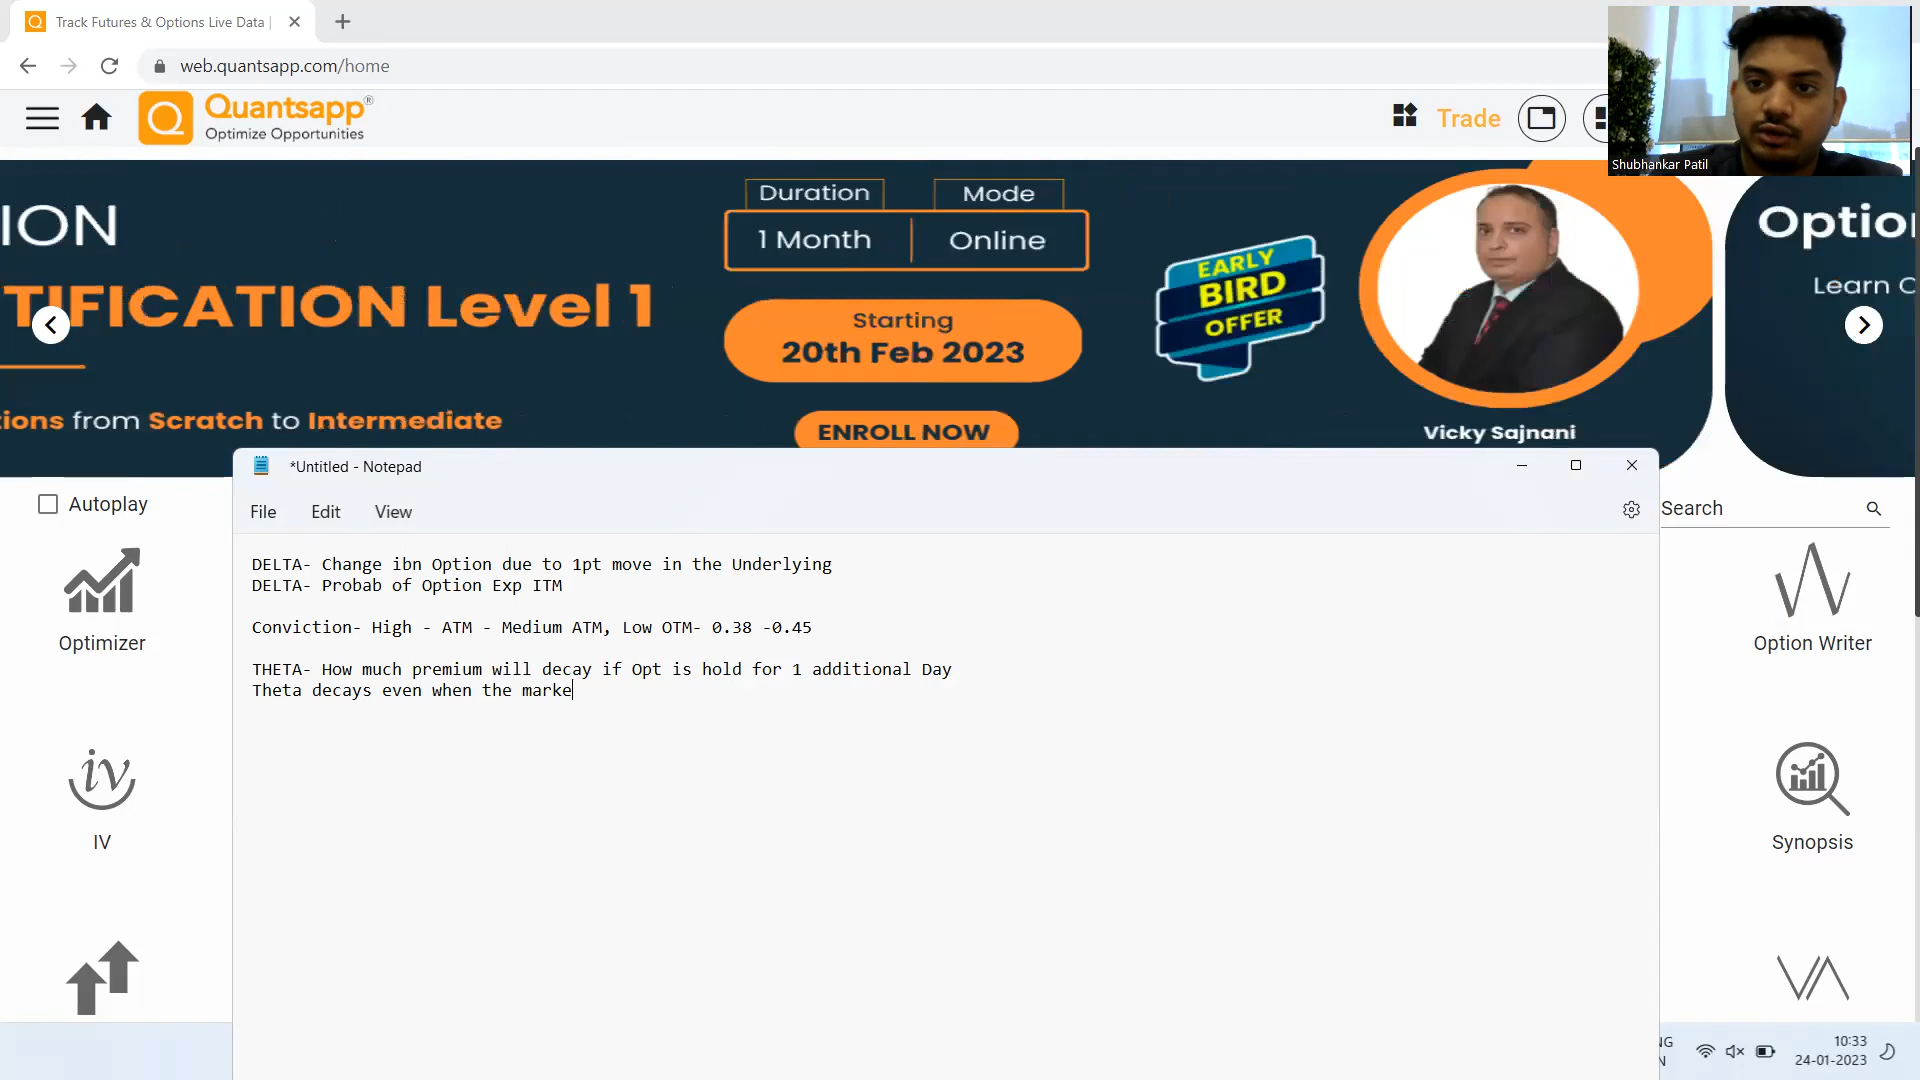 Track Futures & Options Live Data |
web.quantsapp.com/home
Quantsapp®
Optimize Opportunities
Trade
Shubhankar Patil
ION
TIFICATION Level 1
tions from Scratch to Intermediate
Duration
Mode
1 Month
Online
Starting
20th Feb 2023
ENROLL NOW
EARLY
BIRD
OFFER
Vicky Sajnani
Optio
Learn O
*Untitled - Notepad
File
Edit
View
DELTA- Change ibn Option due to 1pt move in the Underlying
DELTA- Probab of Option Exp ITM
Conviction- High - ATM - Medium ATM, Low OTM- 0.38 -0.45
THETA- How much premium will decay if Opt is hold for 1 additional Day
Theta decays even when the marke
Autoplay
Search
Optimizer
Option Writer
iv
IV
Synopsis
10:33
24-01-2023